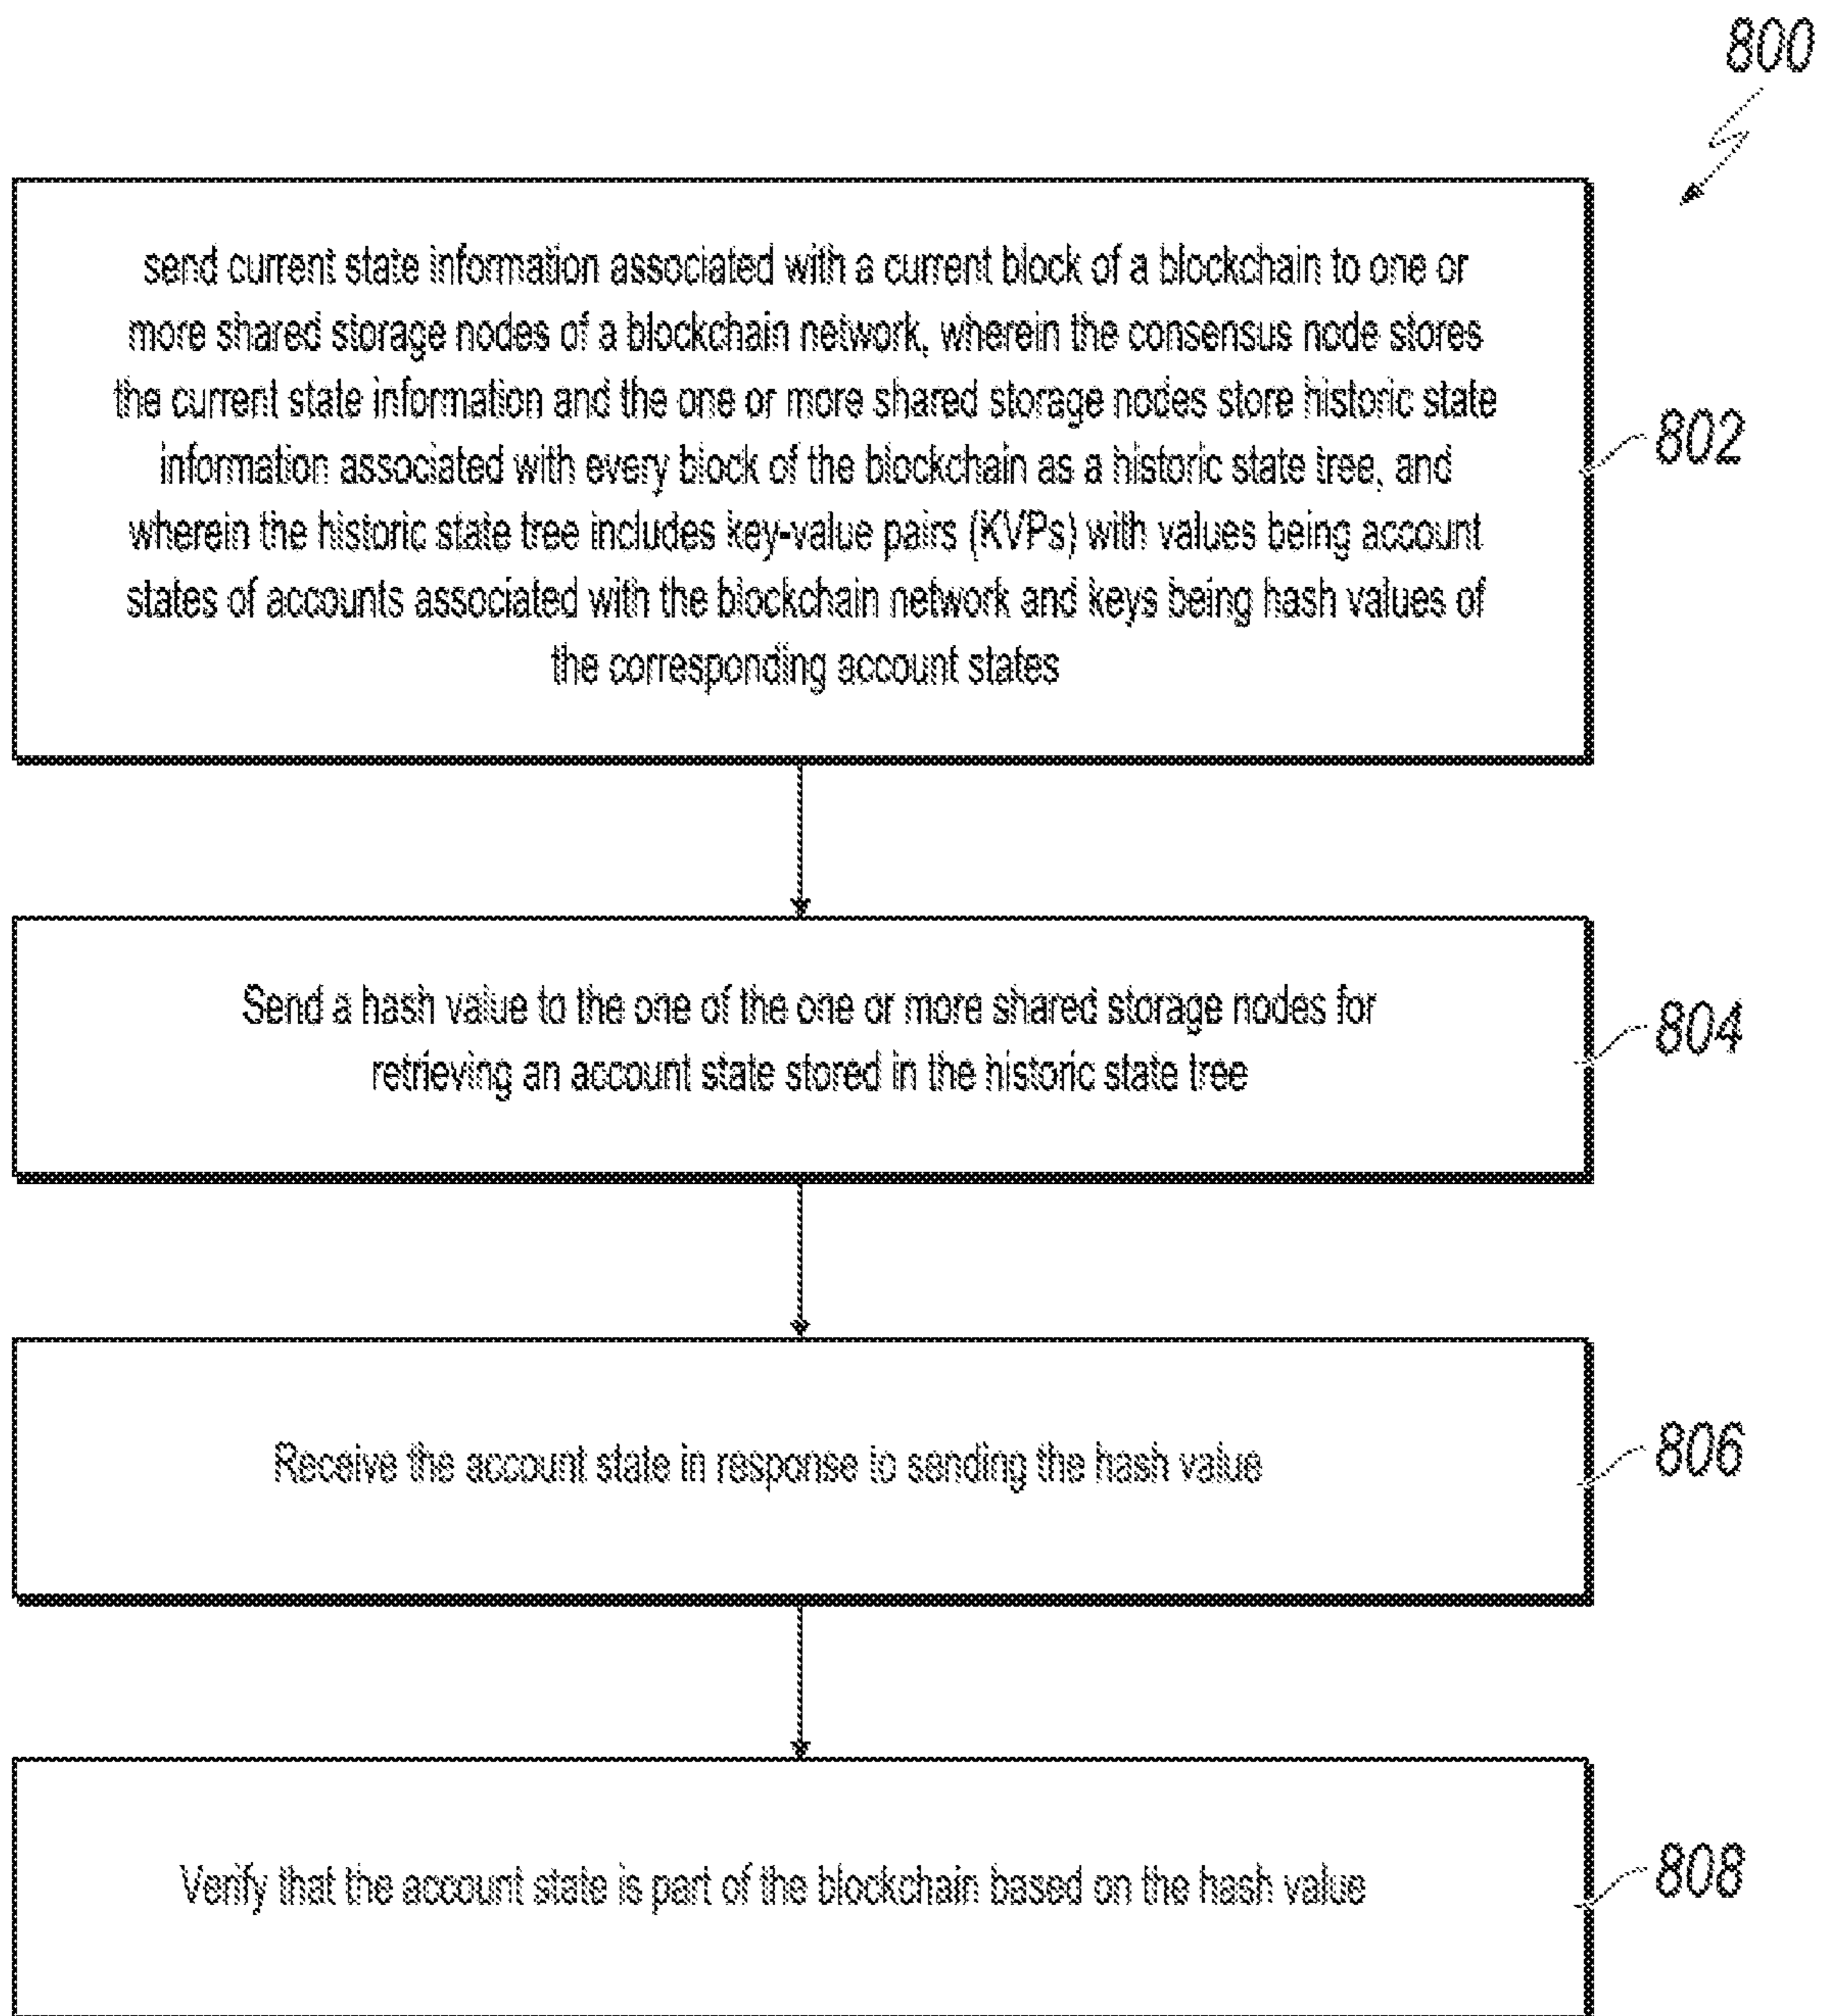 800
send current state information associated with a current block of a blockchain to one or
more shared storage nodes of a blockchain network, wherein the consensus node stores
the current state information and the one or more shared storage nodes store historic state
information associated with every block of the blockchain as a historic state tree, and
wherein the historic state tree includes key-value pairs (KVPs) with values being account
states of accounts associated with the blockchain network and keys being hash values of
the corresponding account states
802
Send a hash value to the one of the one or more shared storage nodes for
retrieving an account state stored in the historic state tree
804
Receive the account state in response to sending the hash value
806
Verify that the account state is part of the blockchain based on the hash value
808